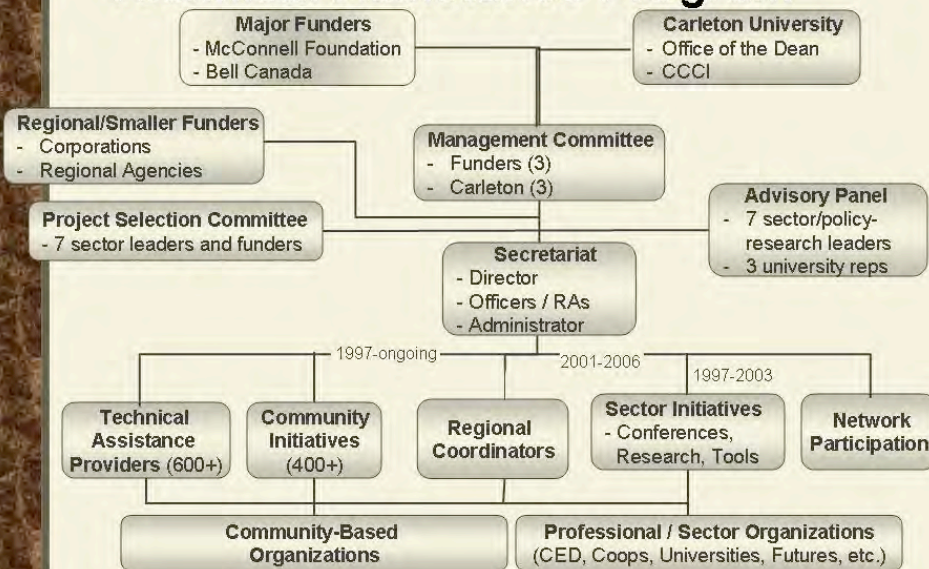 Major Funders
- McConnell Foundation
- Bell Canada
Carleton University
- Office of the Dean
- CCCI
Regional/Smaller Funders
- Corporations
- Regional Agencies
Management Committee
- Funders (3)
- Carleton (3)
Project Selection Committee
- 7 sector leaders and funders
Advisory Panel
- 7 sector/policy-
research leaders
- 3 university reps
Secretariat
- Director
- Officers / RAs
- Administrator
1997-ongoing
2001-2006
1997-2003
Technical
Assistance
Providers (600+)
Community
Initiatives
(400+)
Regional
Coordinators
Sector Initiatives
- Conferences,
Research, Tools
Network
Participation
Community-Based
Organizations
Professional / Sector Organizations
(CED, Coops, Universities, Futures, etc.)